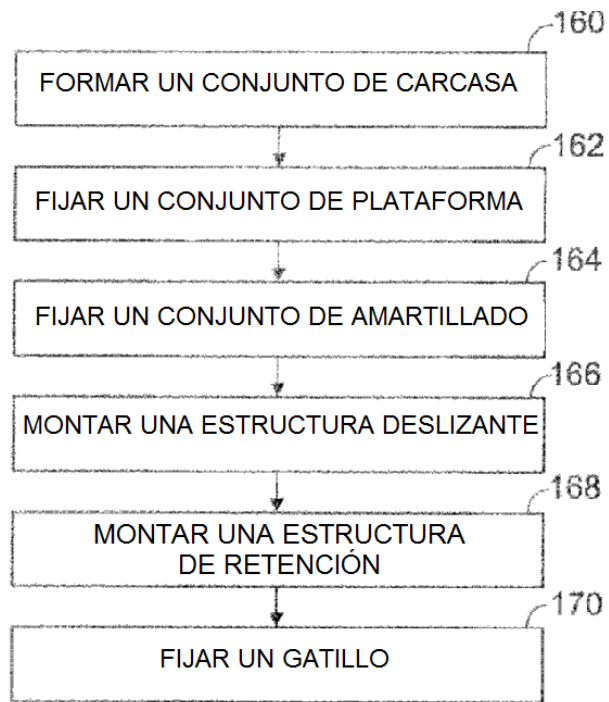 160
FORMAR UN CONJUNTO DE CARCASA
162
FIJAR UN CONJUNTO DE PLATAFORMA
164
FIJAR UN CONJUNTO DE AMARTILLADO
166
MONTAR UNA ESTRUCTURA DESLIZANTE
168
MONTAR UNA ESTRUCTURA
DE RETENCIÓN
170
FIJAR UN GATILLO